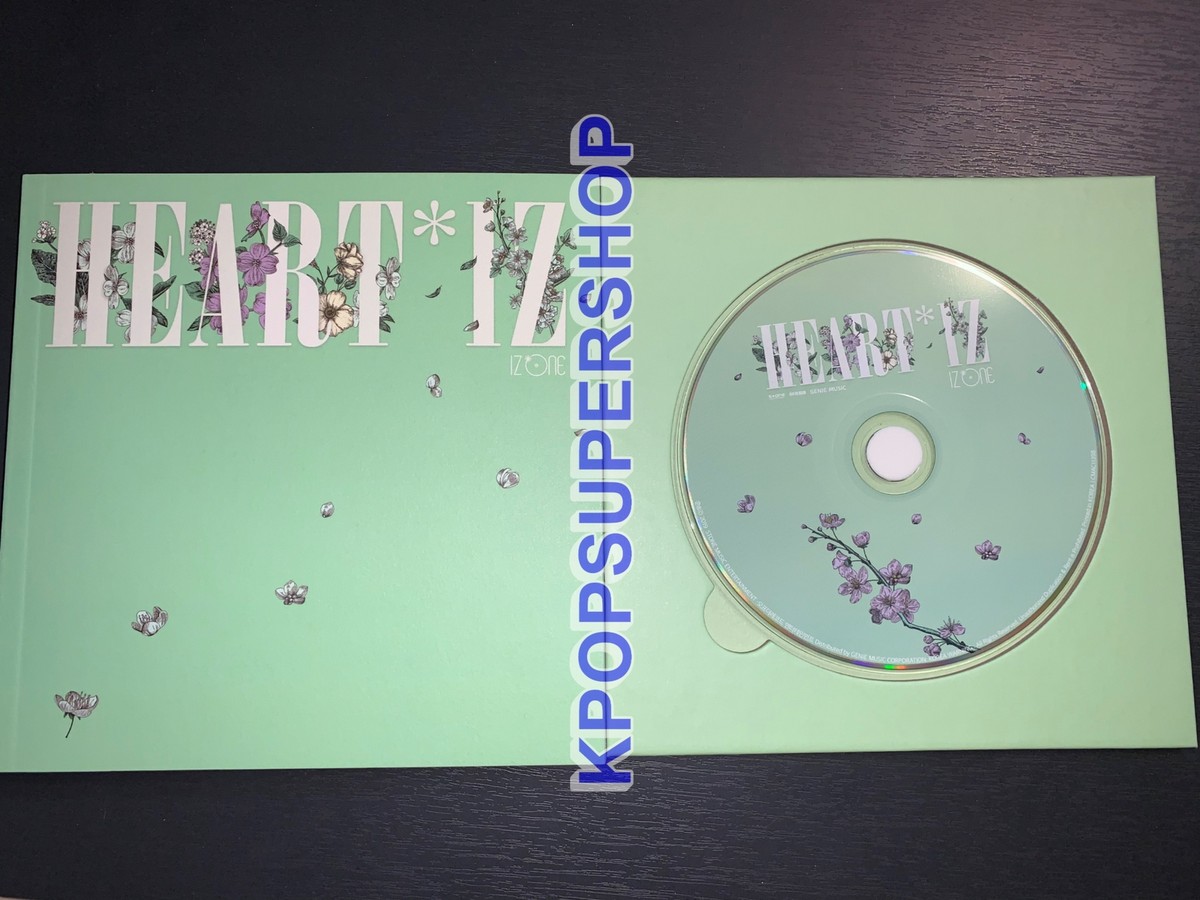 HEART*IZ
IZ*ONE
KPOPSUPERSHOP
HEART*IZ
IZ*ONE
GENIE MUSIC